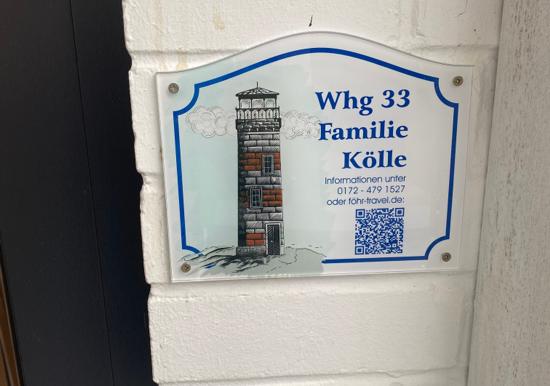 Whg 33
Familie
Kölle
Informationen unter
0172 - 479 1527
oder föhr-travel.de: